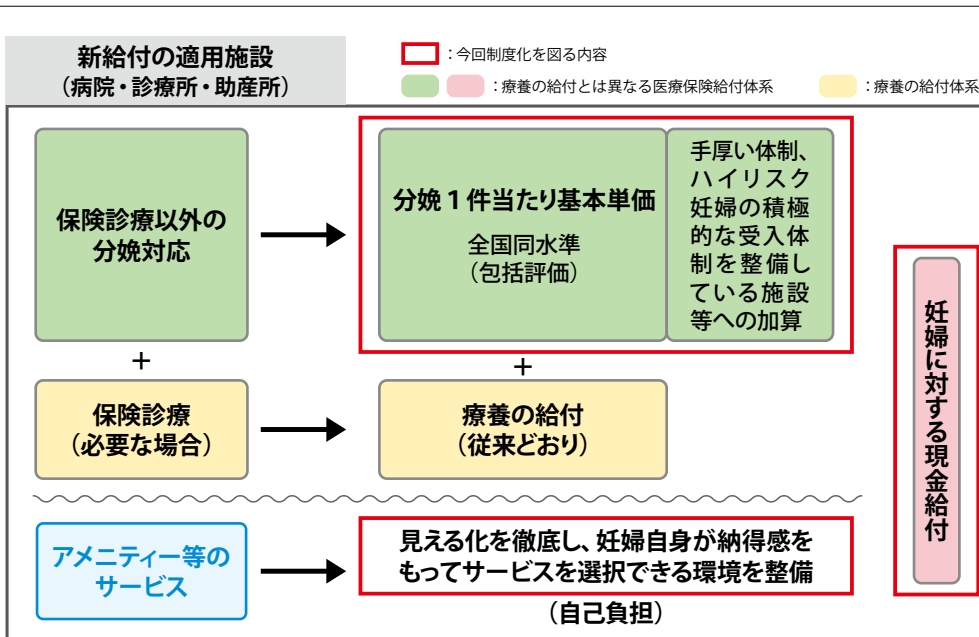 新給付の適用施設
（病院・診療所・助産所）
：今回制度化を図る内容
：療養の給付とは異なる医療保険給付体系
：療養の給付体系
保険診療以外の
分娩対応
分娩1件当たり基本単価
全国同水準
（包括評価）
手厚い体制、
ハイリスク
妊婦の積極
的な受入体
制を整備し
ている施設
等への加算
+
+
保険診療
（必要な場合）
療養の給付
（従来どおり）
アメニティー等の
サービス
見える化を徹底し、妊婦自身が納得感を
もってサービスを選択できる環境を整備
（自己負担）
妊婦に対する現金給付